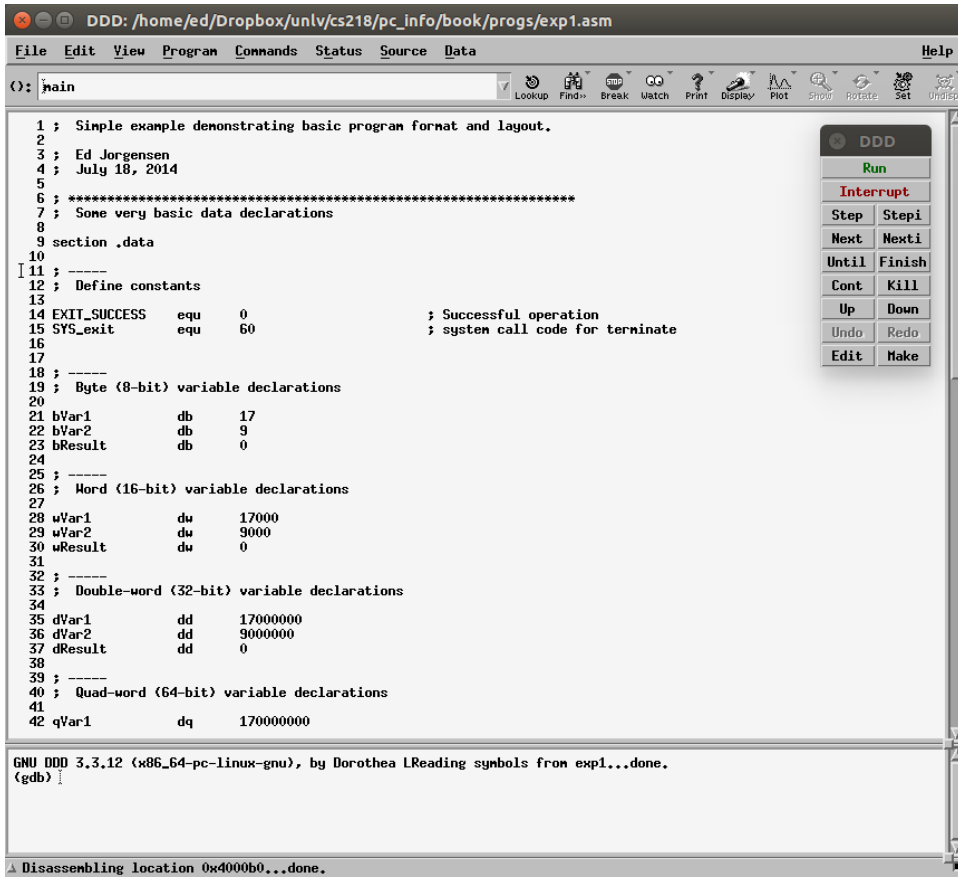 DDD: /home/ed/Dropbox/unlv/cs218/pc_info/book/progs/exp1.asm
File Edit View Program Commands Status Source Data Help
(): main
Lookup Find» Break Watch Print Display Plot Show Rotate Set Undisp
1 ;  Simple example demonstrating basic program format and layout.
2
3 ;  Ed Jorgensen
4 ;  July 18, 2014
5
6 ; ************************************************************
7 ;  Some very basic data declarations
8
9 section .data
10
11 ; -----
12 ;  Define constants
13
14 EXIT_SUCCESS equ 0 ; Successful operation
15 SYS_exit equ 60 ; system call code for terminate
16
17
18 ; -----
19 ;  Byte (8-bit) variable declarations
20
21 bVar1 db 17
22 bVar2 db 9
23 bResult db 0
24
25 ; -----
26 ;  Word (16-bit) variable declarations
27
28 wVar1 dw 17000
29 wVar2 dw 9000
30 wResult dw 0
31
32 ; -----
33 ;  Double-word (32-bit) variable declarations
34
35 dVar1 dd 17000000
36 dVar2 dd 9000000
37 dResult dd 0
38
39 ; -----
40 ;  Quad-word (64-bit) variable declarations
41
42 qVar1 dq 170000000
DDD
Run
Interrupt
Step Stepi
Next Nexti
Until Finish
Cont Kill
Up Down
Undo Redo
Edit Make
GNU DDD 3.3.12 (x86_64-pc-linux-gnu), by Dorothea LReading symbols from exp1...done.
(gdb)
Disassembling location 0x4000b0...done.